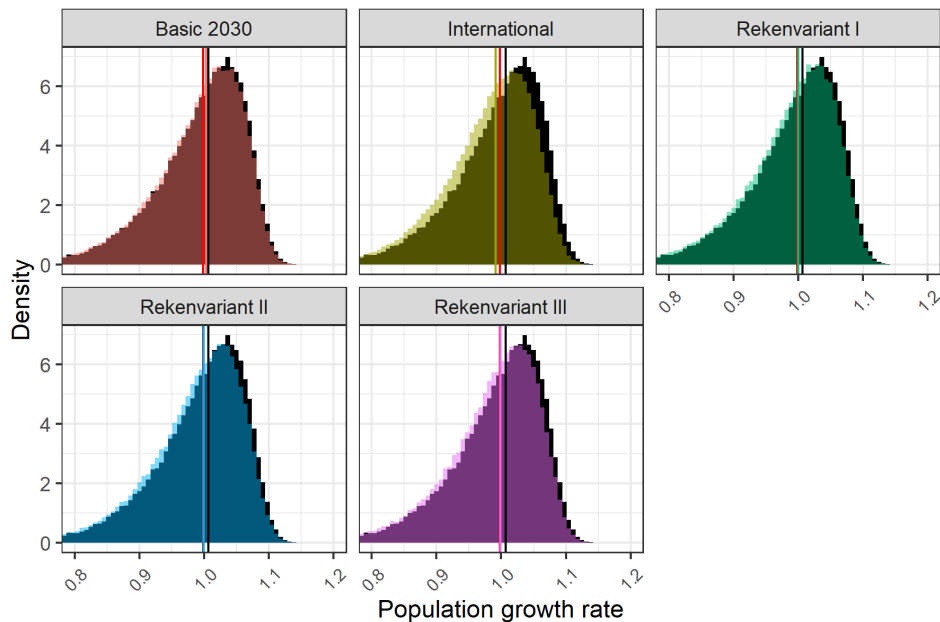 Basic 2030
International
Rekenvariant I
6
4
2
0
0.8 0.9 1.0 1.1 1.2
Rekenvariant II
Rekenvariant III
Density
6
4
2
0
0.8 0.9 1.0 1.1 1.2
0.8 0.9 1.0 1.1 1.2
Population growth rate